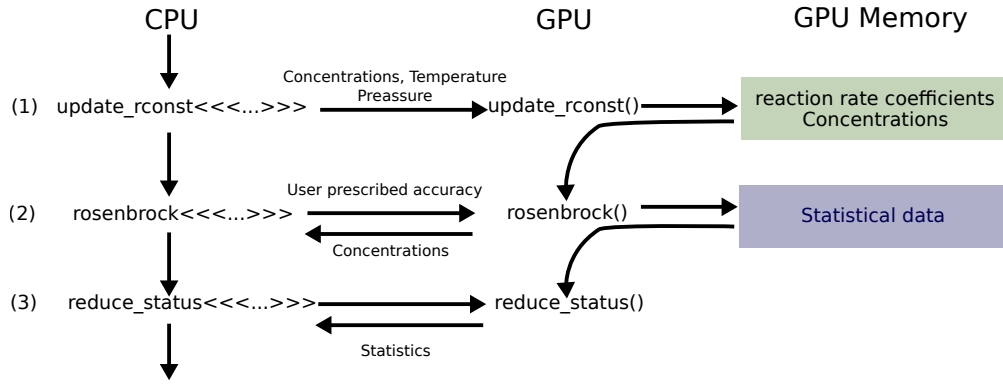 CPU
GPU
GPU Memory
Concentrations, Temperature
Preassure
(1)
update_rconst<<<...>>>
update_rconst()
reaction rate coefficients
Concentrations
User prescribed accuracy
(2)
rosenbrock<<<...>>>
rosenbrock()
Statistical data
Concentrations
(3)
reduce_status<<<...>>>
reduce_status()
Statistics